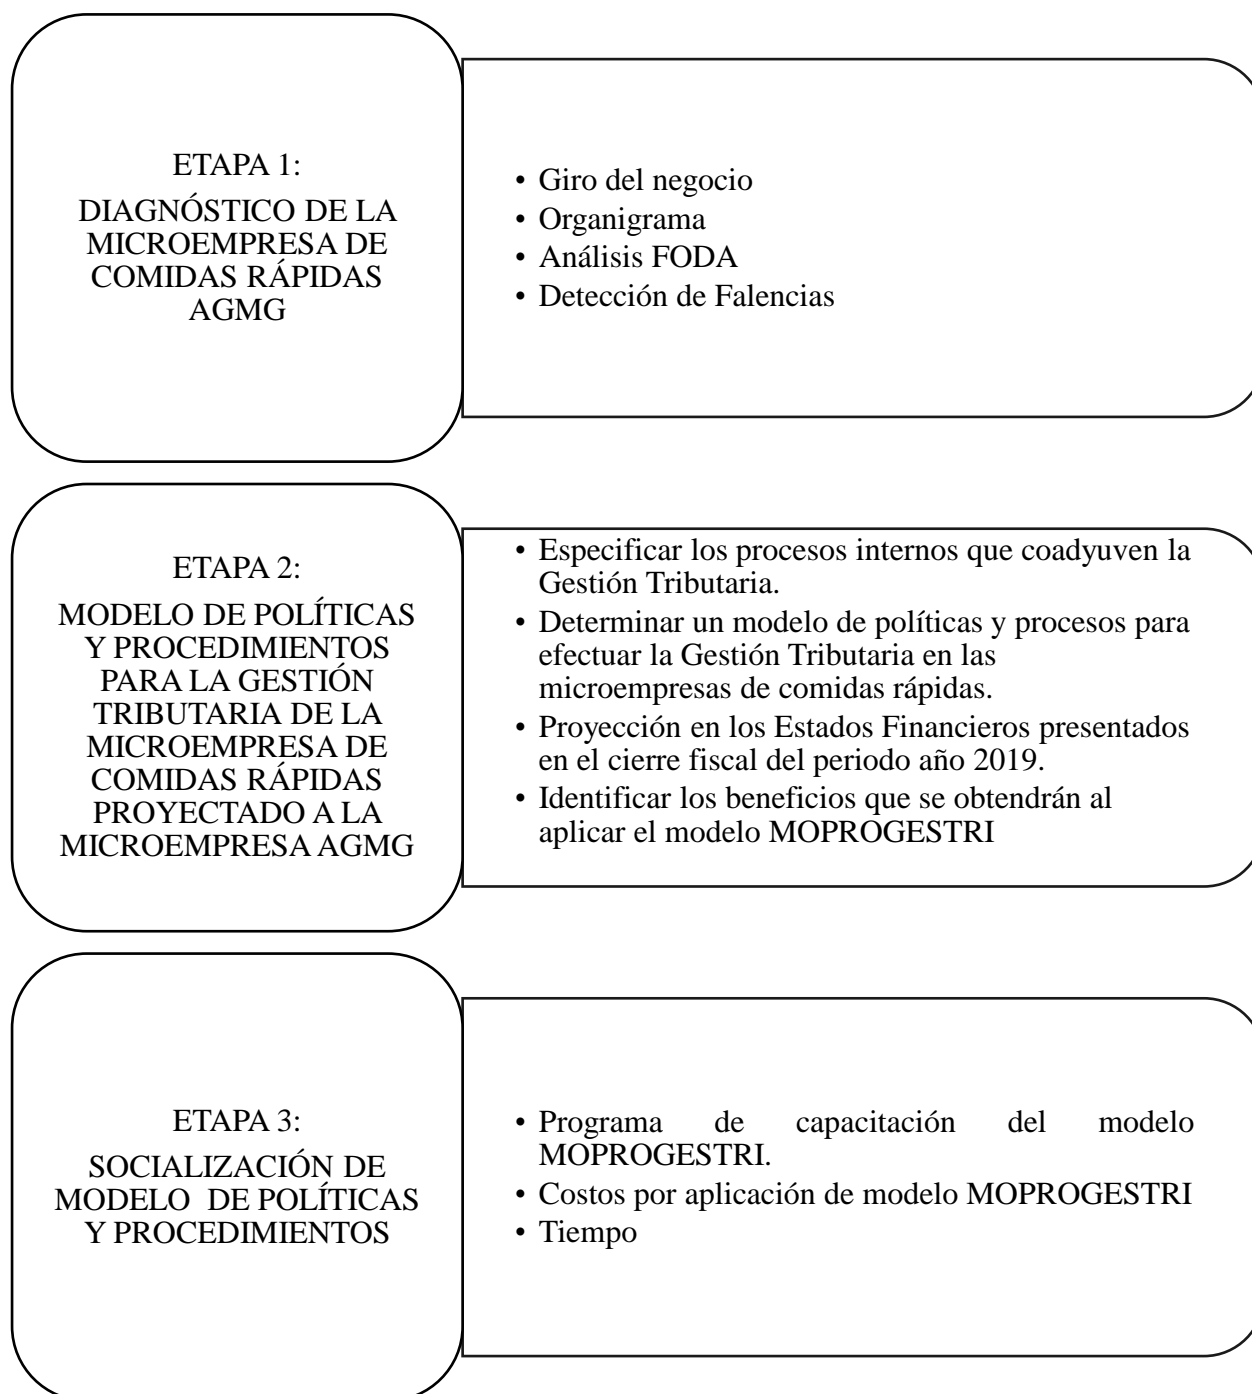 ETAPA 1:
DIAGNÓSTICO DE LA
MICROEMPRESA DE
COMIDAS RÁPIDAS
AGMG
• Giro del negocio
• Organigrama
• Análisis FODA
• Detección de Falencias
ETAPA 2:
MODELO DE POLÍTICAS
Y PROCEDIMIENTOS
PARA LA GESTIÓN
TRIBUTARIA DE LA
MICROEMPRESA DE
COMIDAS RÁPIDAS
PROYECTADO A LA
MICROEMPRESA AGMG
• Especificar los procesos internos que coadyuven la
Gestión Tributaria.
• Determinar un modelo de políticas y procesos para
efectuar la Gestión Tributaria en las
microempresas de comidas rápidas.
• Proyección en los Estados Financieros presentados
en el cierre fiscal del periodo año 2019.
• Identificar los beneficios que se obtendrán al
aplicar el modelo MOPROGESTRI
ETAPA 3:
SOCIALIZACIÓN DE
MODELO DE POLÍTICAS
Y PROCEDIMIENTOS
• Programa de capacitación del modelo
MOPROGESTRI.
• Costos por aplicación de modelo MOPROGESTRI
• Tiempo